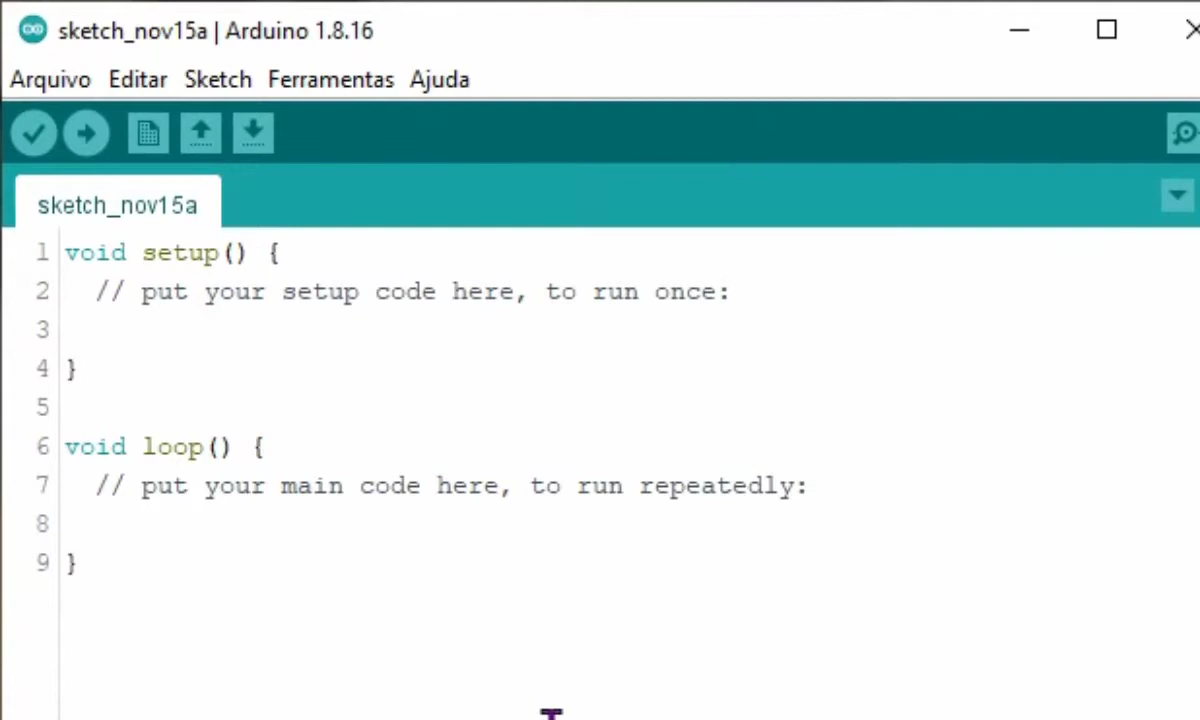 sketch_nov15a | Arduino 1.8.16
Arquivo Editar Sketch Ferramentas Ajuda
sketch_nov15a
1 void setup() {
2   // put your setup code here, to run once:
3
4 }
5
6 void loop() {
7   // put your main code here, to run repeatedly:
8
9 }